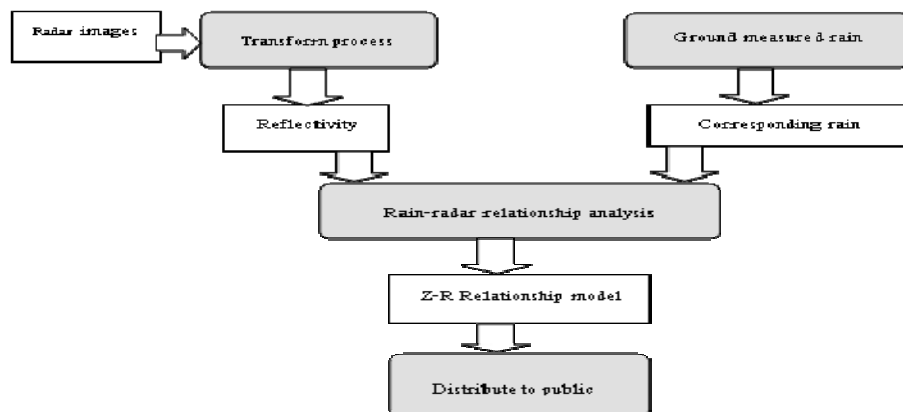 Radar images
Transform process
Ground measured rain
Reflectivity
Corresponding rain
Rain-radar relationship analysis
Z-R Relationship model
Distribute to public